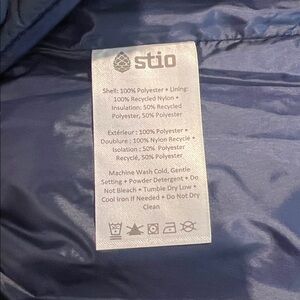 stio
Shell: 100% Polyester • Lining:
100% Recycled Nylon •
Insulation: 50% Recycled
Polyester, 50% Polyester
Extérieur : 100% Polyester •
Doublure : 100% Nylon Recyclé •
Isolation : 50% Polyester
Recyclé, 50% Polyester
Machine Wash Cold, Gentle
Setting • Powder Detergent • Do
Not Bleach • Tumble Dry Low •
Cool Iron If Needed • Do Not Dry
Clean